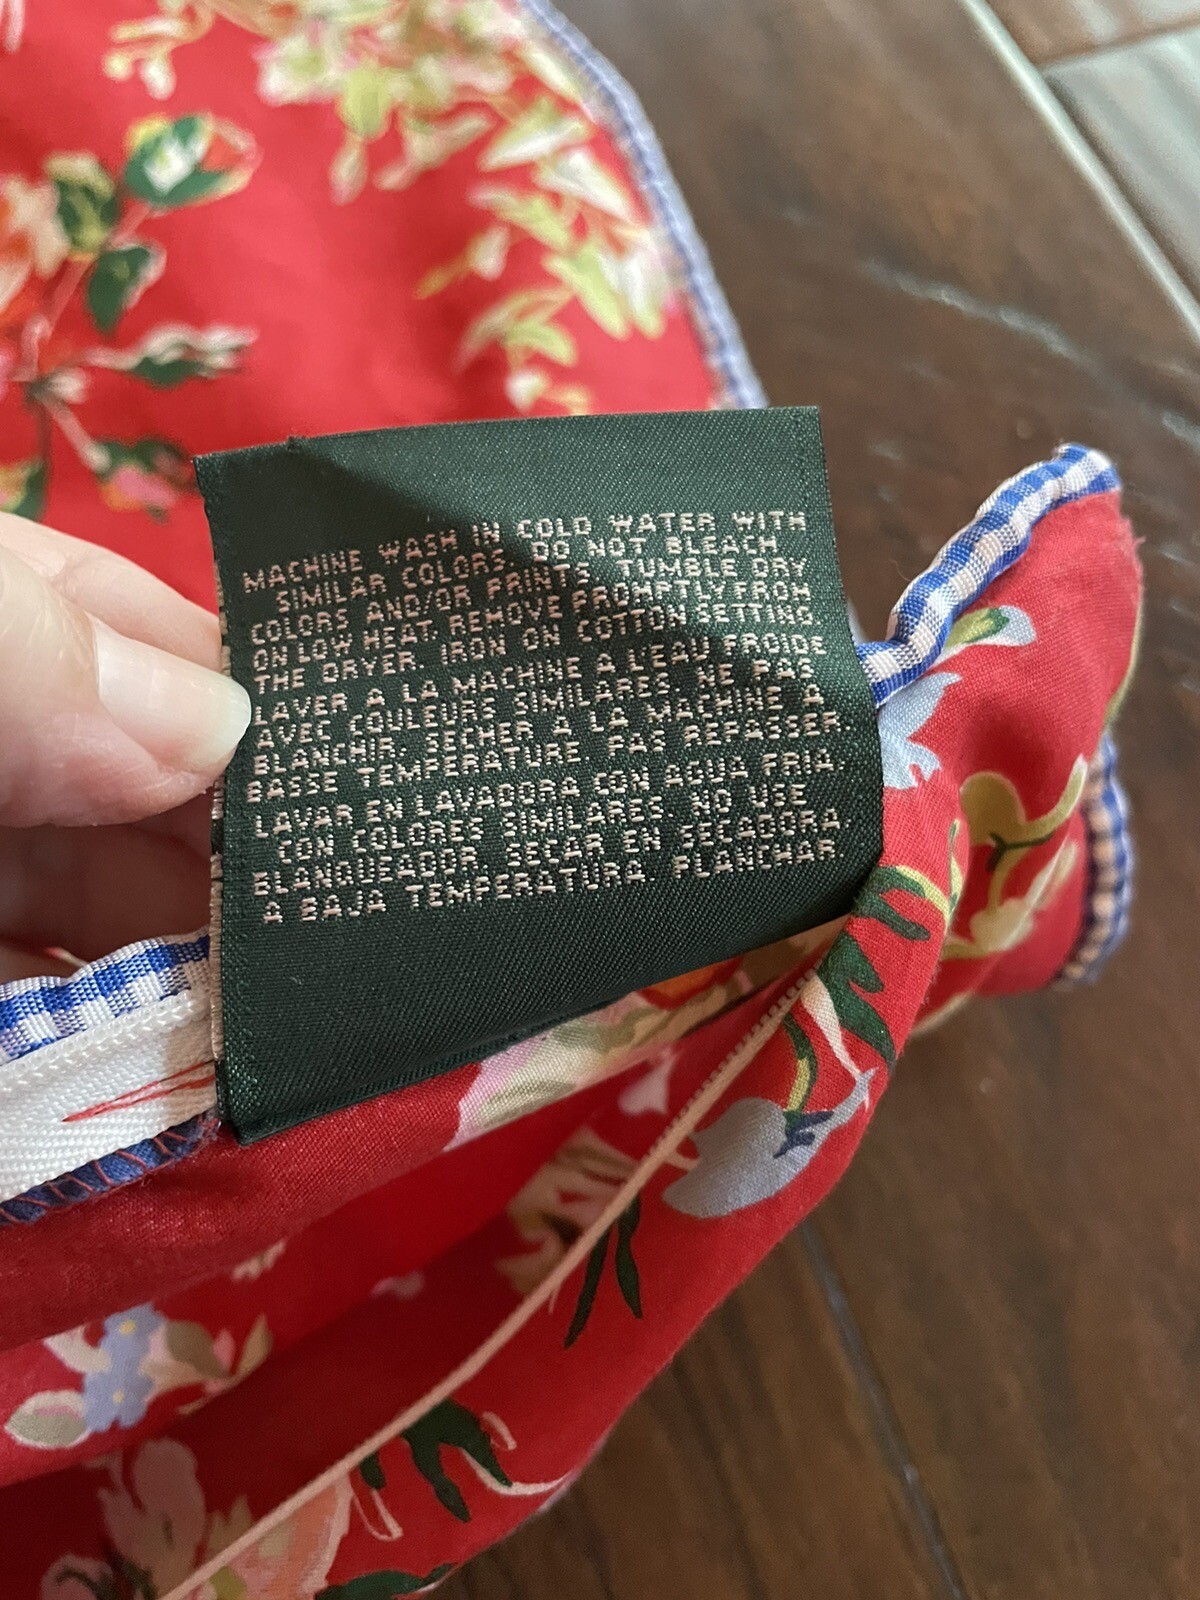 MACHINE WASH IN COLD WATER WITH
SIMILAR COLORS. DO NOT BLEACH
COLORS AND/OR PRINTS. TUMBLE DRY
ON LOW HEAT. REMOVE PROMPTLY FROM
THE DRYER. IRON ON COTTON SETTING
LAVER A LA MACHINE A L'EAU FROIDE
AVEC COULEURS SIMILARES. NE PAS
BLANCHIR. SECHER A LA MACHINE A
BASSE TEMPERATURE. PAS REPASSER
LAVAR EN LAVADORA CON AGUA FRIA.
CON COLORES SIMILARES. NO USE
BLANQUEADOR. SECAR EN SECADORA
A BAJA TEMPERATURA. PLANCHAR.